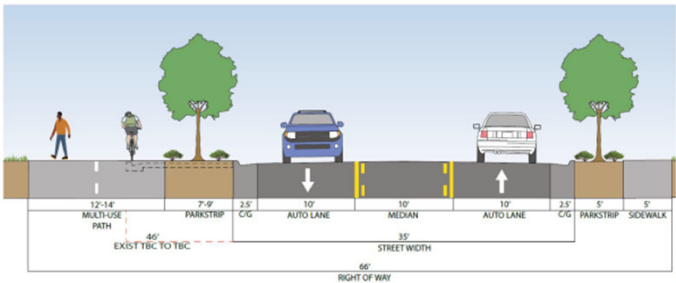 12'-14'
MULTI-USE
PATH
7'-9'
PARKSTRIP
2.5'
C/G
10'
AUTO LANE
10'
MEDIAN
10'
AUTO LANE
2.5'
C/G
5'
PARKSTRIP
5'
SIDEWALK
46'
EXIST TBC TO TBC
35'
STREET WIDTH
66'
RIGHT OF WAY